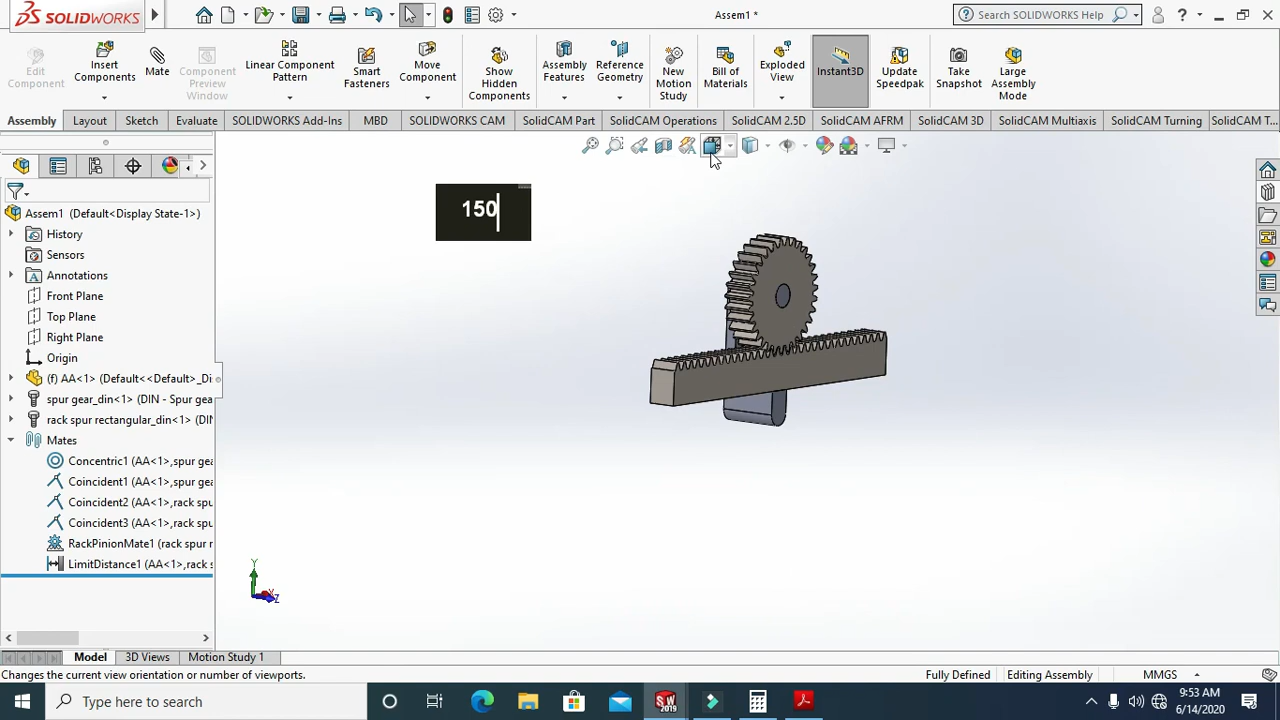 SOLIDWORKS
Assem1 *
Search SOLIDWORKS Help
?
Edit Component
Insert Components
Mate
Component Preview Window
Linear Component Pattern
Smart Fasteners
Move Component
Show Hidden Components
Assembly Features
Reference Geometry
New Motion Study
Bill of Materials
Exploded View
Instant3D
Update Speedpak
Take Snapshot
Large Assembly Mode
Assembly
Layout
Sketch
Evaluate
SOLIDWORKS Add-Ins
MBD
SOLIDWORKS CAM
SolidCAM Part
SolidCAM Operations
SolidCAM 2.5D
SolidCAM AFRM
SolidCAM 3D
SolidCAM Multiaxis
SolidCAM Turning
SolidCAM T...
150
Assem1 (Default<Display State-1>)
History
Sensors
Annotations
Front Plane
Top Plane
Right Plane
Origin
(f) AA<1> (Default<<Default>_Di
spur gear_din<1> (DIN - Spur gea
rack spur rectangular_din<1> (DIN
Mates
Concentric1 (AA<1>,spur gea
Coincident1 (AA<1>,spur gea
Coincident2 (AA<1>,rack spu
Coincident3 (AA<1>,rack spu
RackPinionMate1 (rack spur r
LimitDistance1 (AA<1>,rack s
Y
Z
Model
3D Views
Motion Study 1
Changes the current view orientation or number of viewports.
Fully Defined
Editing Assembly
MMGS
Type here to search
SW
2019
9:53 AM
6/14/2020